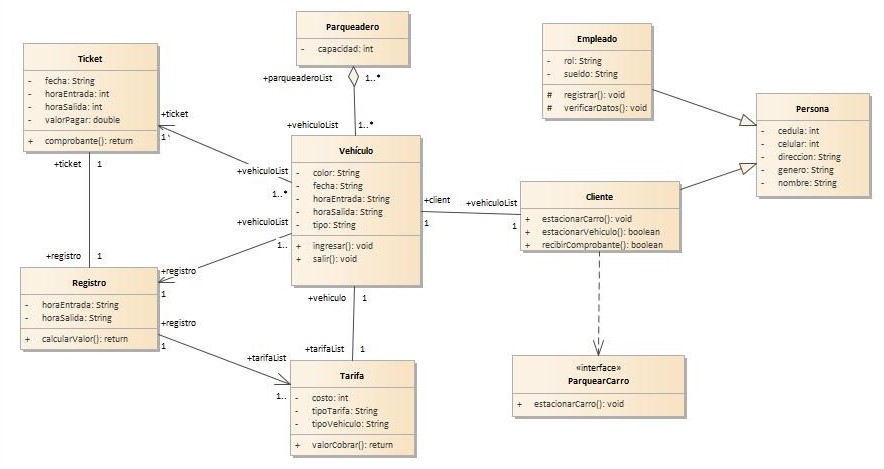 Parqueadero
- capacidad: int
+parqueaderoList 1..*
+vehiculoList 1..*
Ticket
- fecha: String
- horaEntrada: int
- horaSalida: int
- valorPagar: double
+ comprobante(): return
+ticket
1
+ticket 1
+registro 1
+vehiculoList
1..*
+vehiculoList
1..
+registro
1
Vehículo
- color: String
- fecha: String
- horaEntrada: String
- horaSalida: String
- tipo: String
+ ingresar(): void
+ salir(): void
+vehiculo 1
+tarifaList 1
+client
1
+vehiculoList
1
Empleado
- rol: String
- sueldo: String
# registrar(): void
# verificarDatos(): void
Persona
- cedula: int
- celular: int
- direccion: String
- genero: String
- nombre: String
Cliente
+ estacionarCarro(): void
+ estacionarVehiculo(): boolean
+ recibirComprobante(): boolean
Registro
- horaEntrada: String
- horaSalida: String
+ calcularValor(): return
+registro
1
+tarifaList
1..
Tarifa
- costo: int
- tipoTarifa: String
- tipoVehiculo: String
+ valorCobrar(): return
«interface»
ParquearCarro
+ estacionarCarro(): void